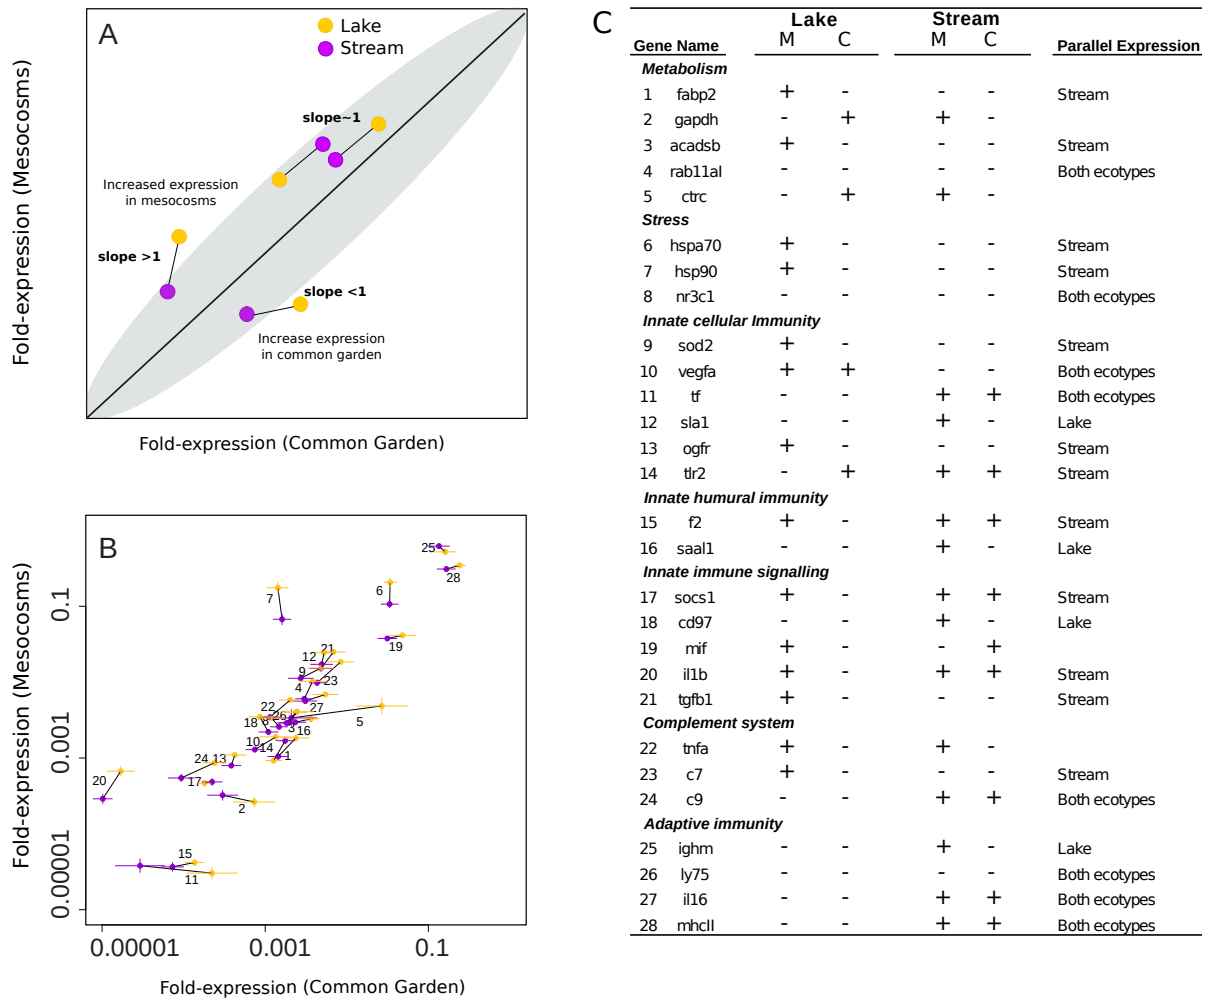 A
Lake
Stream
slope~1
Increased expression
in mesocosms
slope >1
slope <1
Increase expression
in common garden
Fold-expression (Mesocosms)
Fold-expression (Common Garden)
B
25
28
6
7
19
21
12
9
23
4
22
27
26
5
18
8
3
16
10
14
1
24 13
20
17
2
15
11
0.1
0.001
0.00001
0.00001 0.001 0.1
Fold-expression (Mesocosms)
Fold-expression (Common Garden)
C
Lake Stream
Gene Name M C M C Parallel Expression
Metabolism
1 fabp2 + - - - Stream
2 gapdh - + + -
3 acadsb + - - - Stream
4 rab11al - - - - Both ecotypes
5 ctrc - + + -
Stress
6 hspa70 + - - - Stream
7 hsp90 + - - - Stream
8 nr3c1 - - - - Both ecotypes
Innate cellular Immunity
9 sod2 + - - - Stream
10 vegfa + + - - Both ecotypes
11 tf - - + + Both ecotypes
12 sla1 - - + - Lake
13 ogfr + - - - Stream
14 tlr2 - + + + Stream
Innate humural immunity
15 f2 + - + + Stream
16 saal1 - - + - Lake
Innate immune signalling
17 socs1 + - + + Stream
18 cd97 - - + - Lake
19 mif + - - +
20 il1b + - + + Stream
21 tgfb1 + - - - Stream
Complement system
22 tnfa + - + -
23 c7 + - - - Stream
24 c9 - - + + Both ecotypes
Adaptive immunity
25 ighm - - + - Lake
26 ly75 - - - - Both ecotypes
27 il16 - - + + Both ecotypes
28 mhcII - - + + Both ecotypes